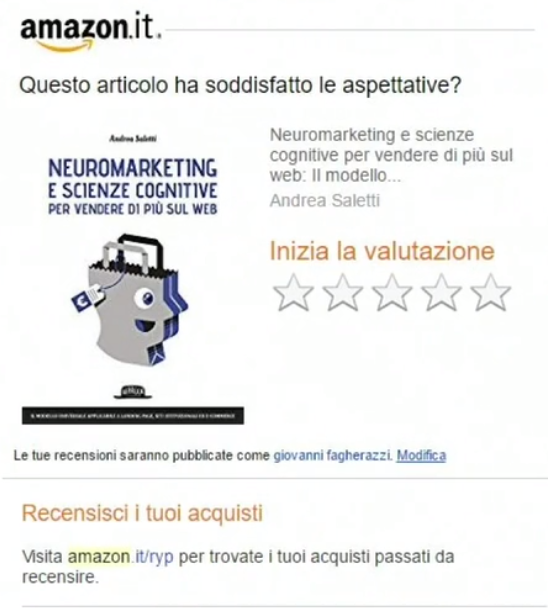 amazon.it
Questo articolo ha soddisfatto le aspettative?
Andrea Saletti
NEUROMARKETING
E SCIENZE COGNITIVE
PER VENDERE DI PIÙ SUL WEB
Neuromarketing e scienze
cognitive per vendere di più sul
web: Il modello...
Andrea Saletti
Inizia la valutazione
Le tue recensioni saranno pubblicate come giovanni fagherazzi. Modifica
Recensisci i tuoi acquisti
Visita amazon.it/ryp per trovate i tuoi acquisti passati da
recensire.